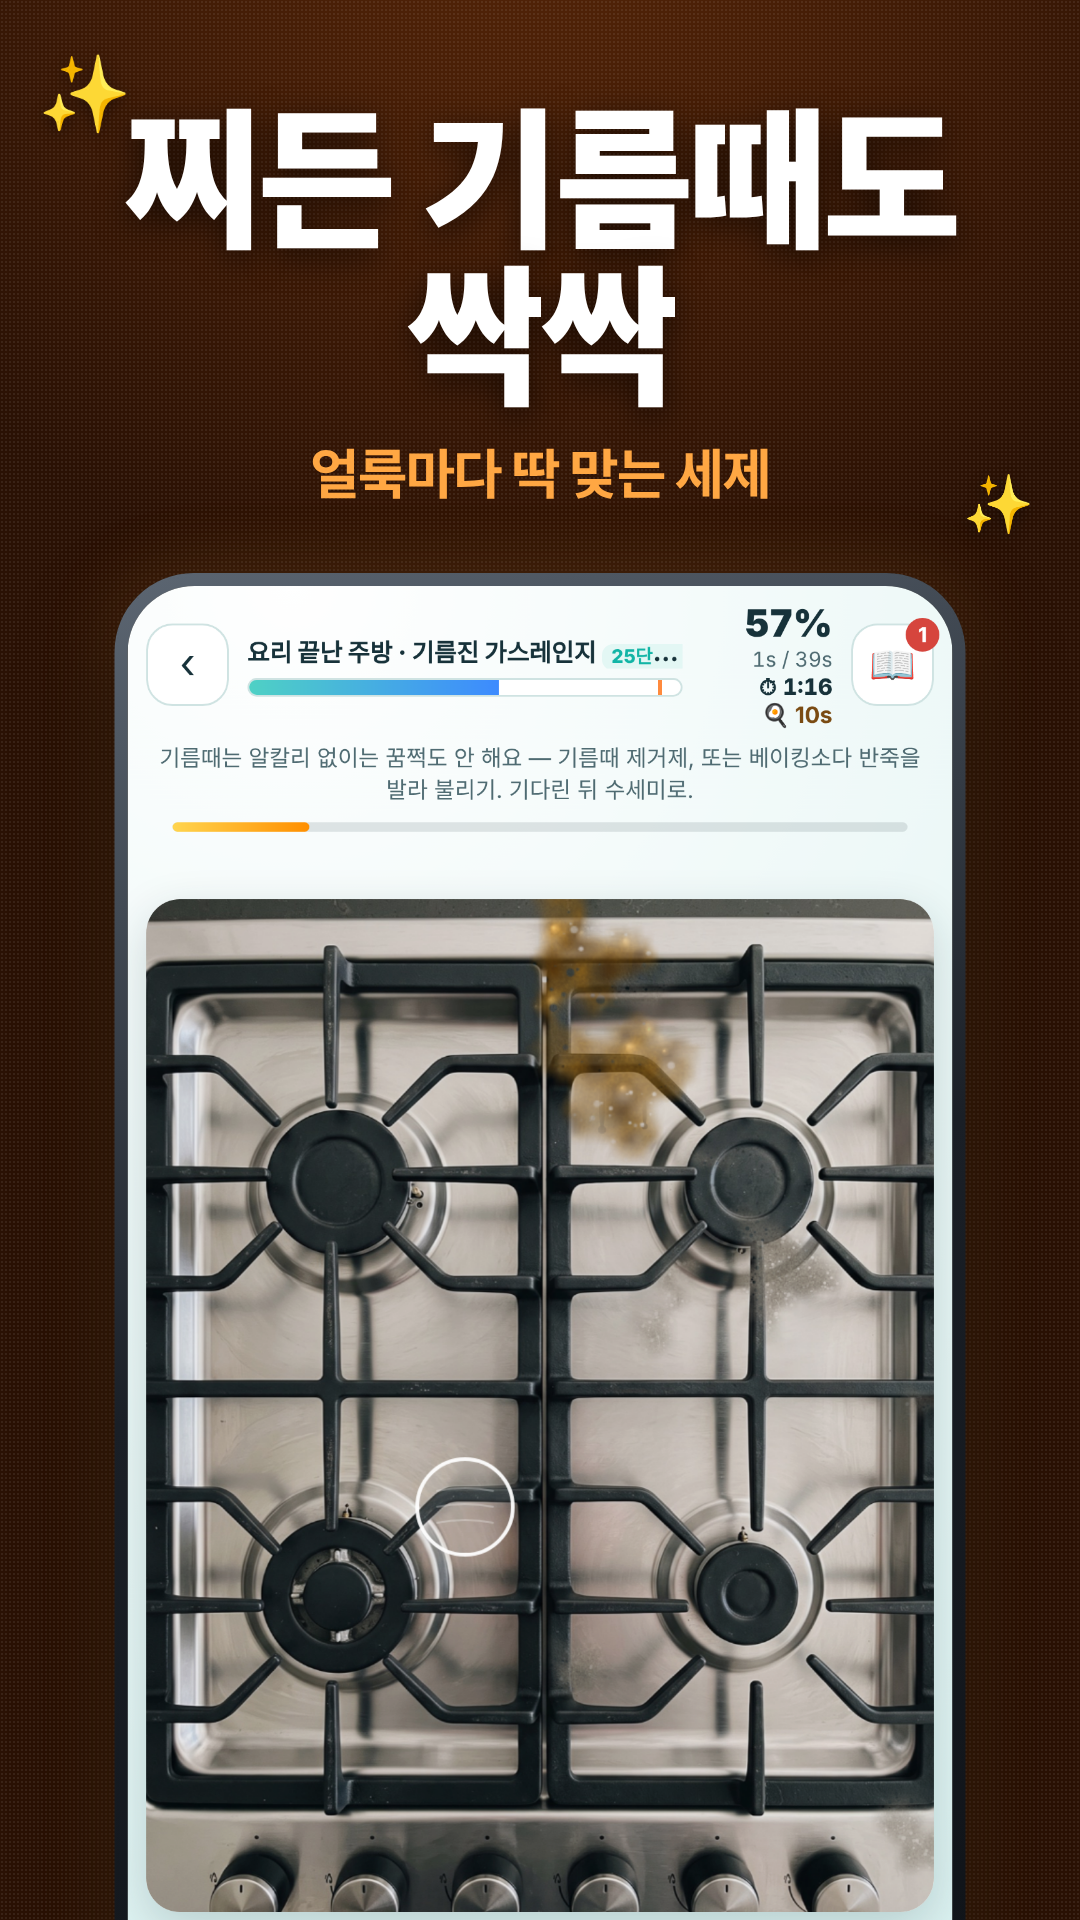 찌든 기름때도
싹싹
얼룩마다 딱 맞는 세제
요리 끝난 주방 · 기름진 가스레인지 25단...
57%
1s / 39s
1:16
10s
1
기름때는 알칼리 없이는 꿈쩍도 안 해요 — 기름때 제거제, 또는 베이킹소다 반죽을
발라 불리기. 기다린 뒤 수세미로.